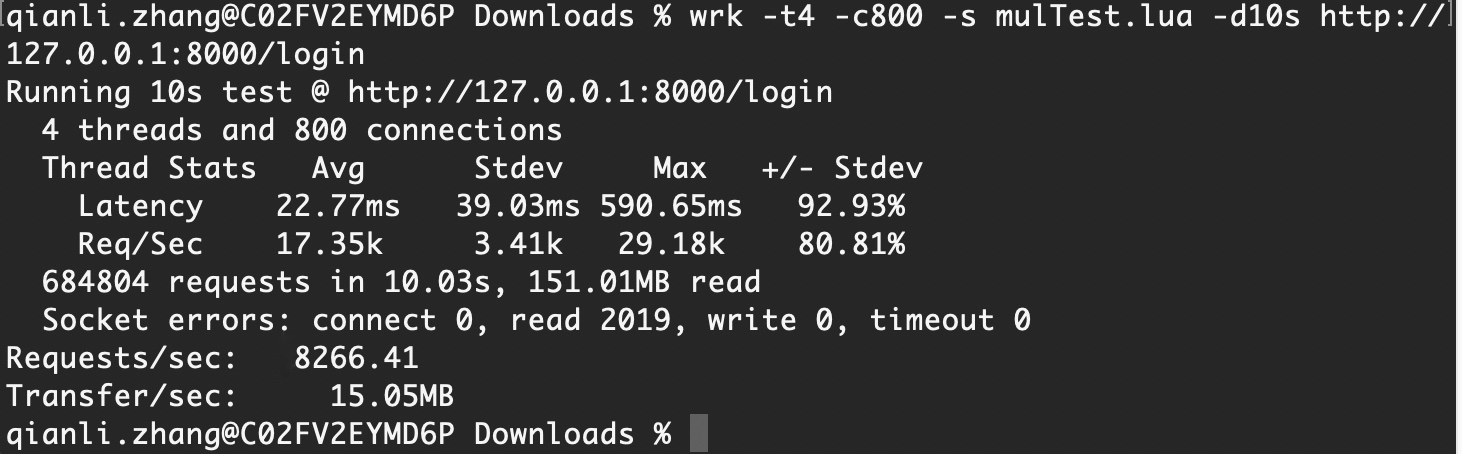 qianli.zhang@C02FV2EYMD6P Downloads % wrk -t4 -c800 -s mulTest.lua -d10s http://
127.0.0.1:8000/login
Running 10s test @ http://127.0.0.1:8000/login
4 threads and 800 connections
Thread Stats Avg Stdev Max +/- Stdev
Latency 22.77ms 39.03ms 590.65ms 92.93%
Req/Sec 17.35k 3.41k 29.18k 80.81%
684804 requests in 10.03s, 151.01MB read
Socket errors: connect 0, read 2019, write 0, timeout 0
Requests/sec: 8266.41
Transfer/sec: 15.05MB
qianli.zhang@C02FV2EYMD6P Downloads %